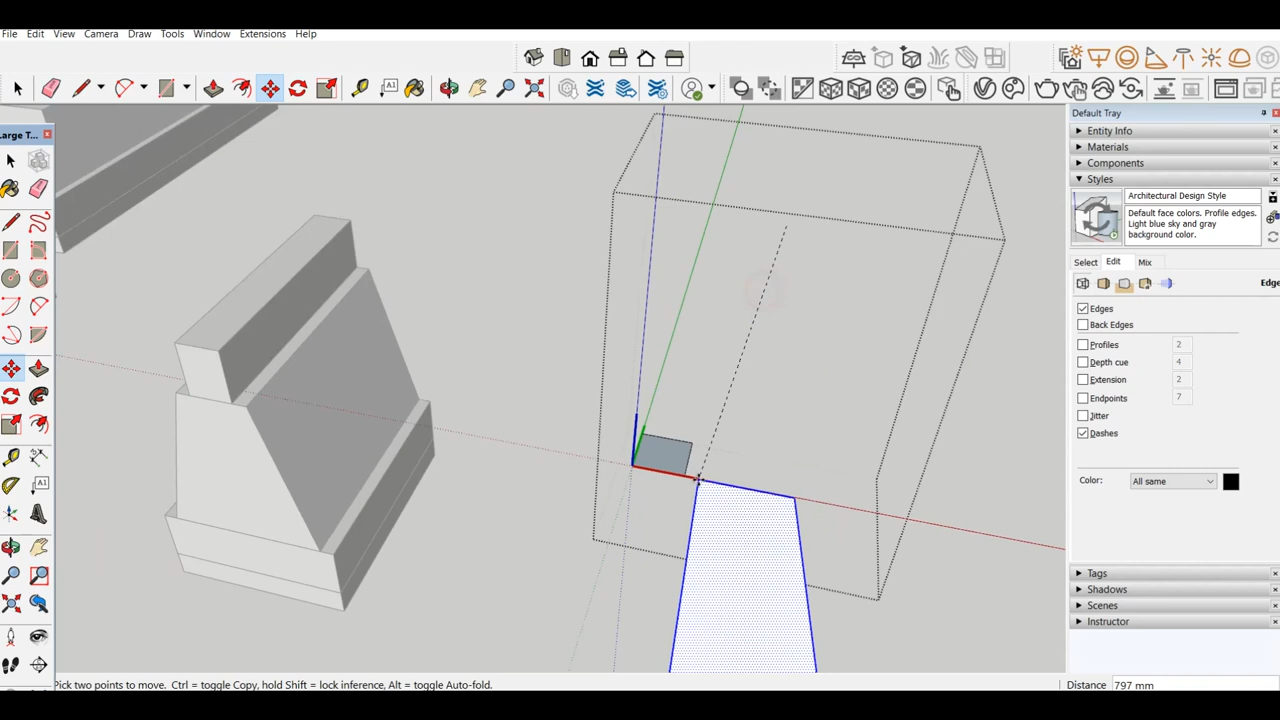 File Edit View Camera Draw Tools Window Extensions Help
Large T...
Default Tray
Entity Info
Materials
Components
Styles
Architectural Design Style
Default face colors. Profile edges.
Light blue sky and gray
background color.
Select Edit Mix
Edge
Edges
Back Edges
Profiles 2
Depth cue 4
Extension 2
Endpoints 7
Jitter
Dashes
Color: All same
Tags
Shadows
Scenes
Instructor
Pick two points to move. Ctrl = toggle Copy, hold Shift = lock inference, Alt = toggle Auto-fold.
Distance 797 mm